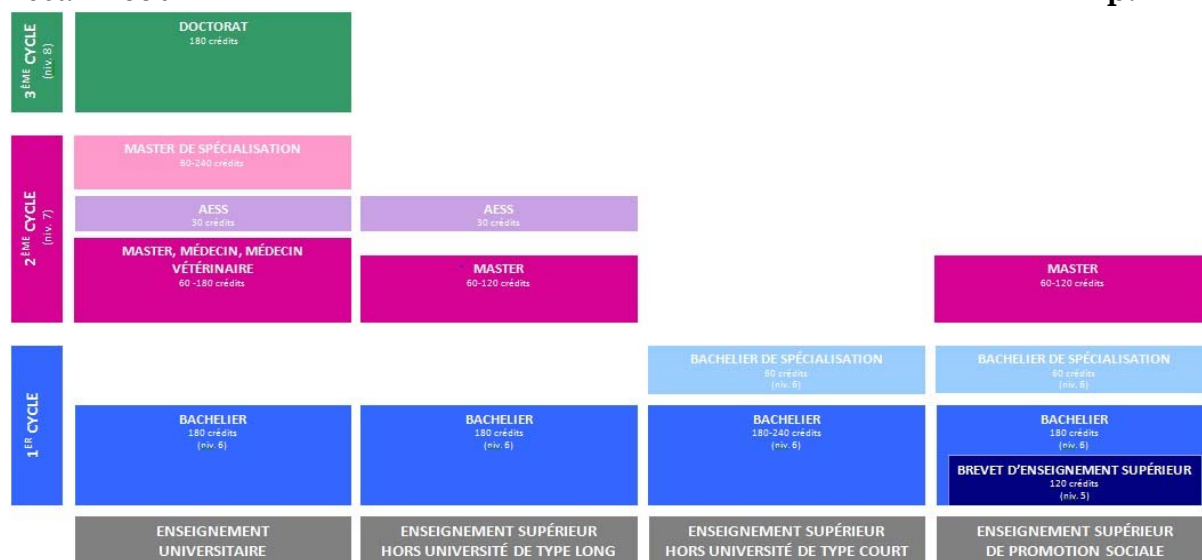 3ÈME CYCLE
(niv. 8)
DOCTORAT
180 crédits
2ÈME CYCLE
(niv. 7)
MASTER DE SPÉCIALISATION
60-240 crédits
AESS
30 crédits
AESS
30 crédits
MASTER, MÉDECIN, MÉDECIN
VÉTÉRINAIRE
60 -180 crédits
MASTER
60-120 crédits
MASTER
60-120 crédits
1ER CYCLE
BACHELIER DE SPÉCIALISATION
60 crédits
(niv. 6)
BACHELIER DE SPÉCIALISATION
60 crédits
(niv. 6)
BACHELIER
180 crédits
(niv. 6)
BACHELIER
180 crédits
(niv. 6)
BACHELIER
180-240 crédits
(niv. 6)
BACHELIER
180 crédits
(niv. 6)
BREVET D'ENSEIGNEMENT SUPÉRIEUR
120 crédits
(niv. 5)
ENSEIGNEMENT
UNIVERSITAIRE
ENSEIGNEMENT SUPÉRIEUR
HORS UNIVERSITÉ DE TYPE LONG
ENSEIGNEMENT SUPÉRIEUR
HORS UNIVERSITÉ DE TYPE COURT
ENSEIGNEMENT SUPÉRIEUR
DE PROMOTION SOCIALE